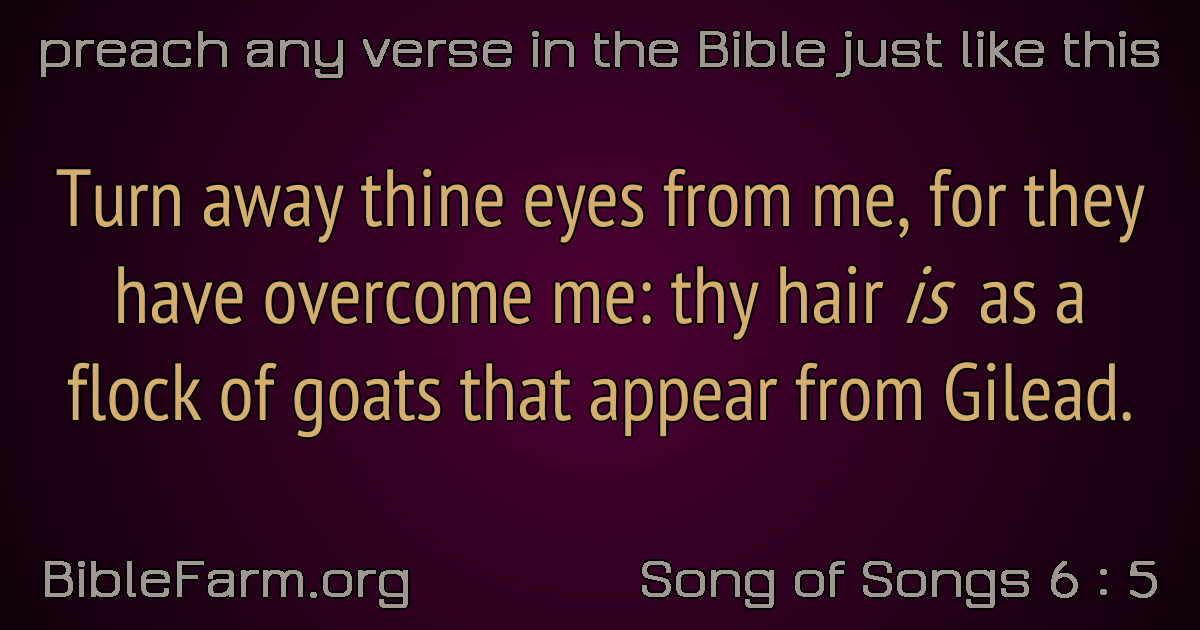 preach any verse in the Bible just like this
Turn away thine eyes from me, for they
have overcome me: thy hair is as a
flock of goats that appear from Gilead.
BibleFarm.org
Song of Songs 6 : 5